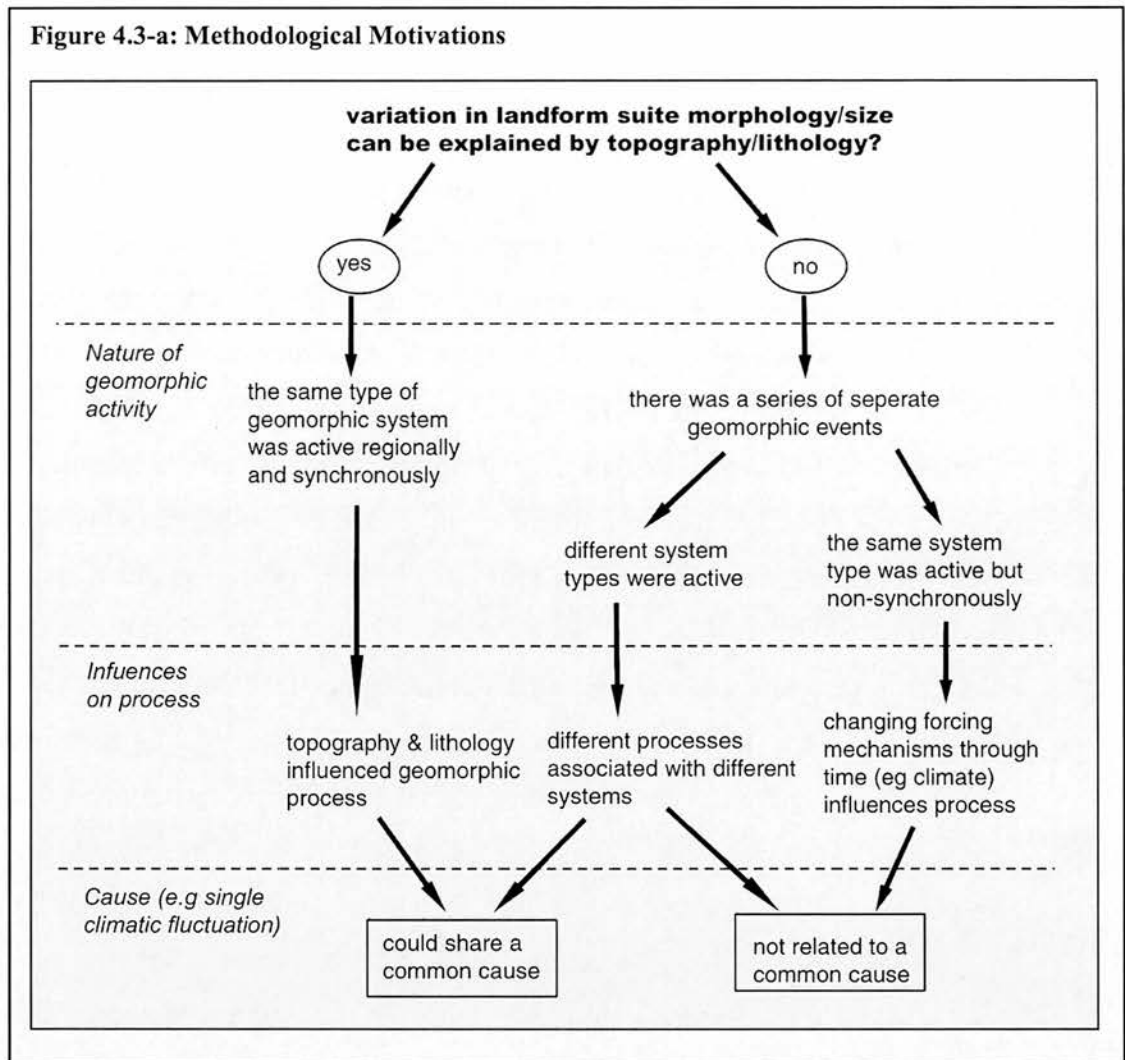 Figure 4.3-a: Methodological Motivations
variation in landform suite morphology/size
can be explained by topography/lithology?
yes
no
Nature of
geomorphic
activity
the same type of
geomorphic system
was active regionally
and synchronously
there was a series of seperate
geomorphic events
different system
types were active
the same system
type was active but
non-synchronously
Influences
on process
topography & lithology
influenced geomorphic
process
different processes
associated with different
systems
changing forcing
mechanisms through
time (eg climate)
influences process
Cause (e.g single
climatic fluctuation)
could share a
common cause
not related to a
common cause